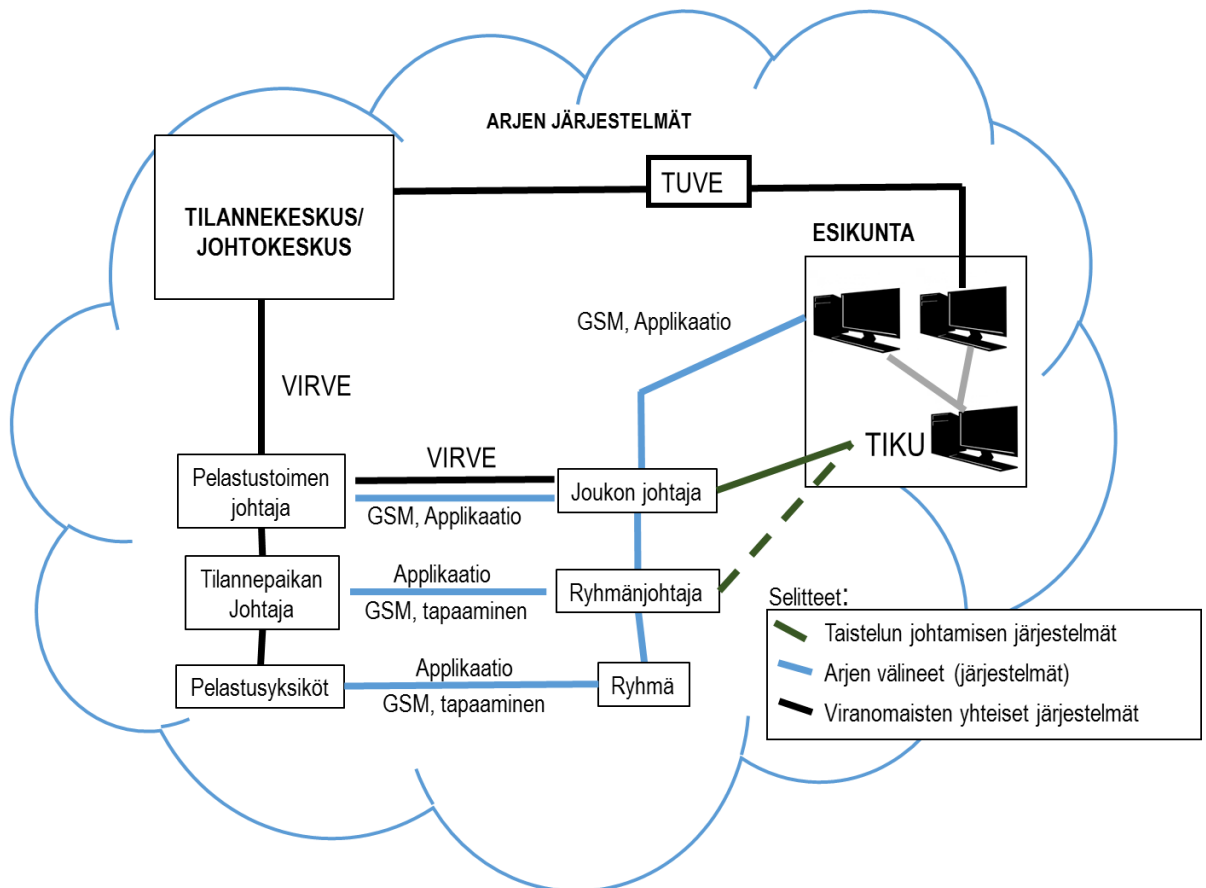 ARJEN JÄRJESTELMÄT
TUVE
TILANNEKESKUS/
JOHTOKESKUS
ESIKUNTA
GSM, Applikaatio
VIRVE
TIKU
VIRVE
Pelastustoimen
johtaja
Joukon johtaja
GSM, Applikaatio
Tilannepaikan
Johtaja
Applikaatio
GSM, tapaaminen
Ryhmänjohtaja
Selitteet:
Taistelun johtamisen järjestelmät
Arjen välineet (järjestelmät)
Viranomaisten yhteiset järjestelmät
Pelastusyksiköt
Applikaatio
GSM, tapaaminen
Ryhmä